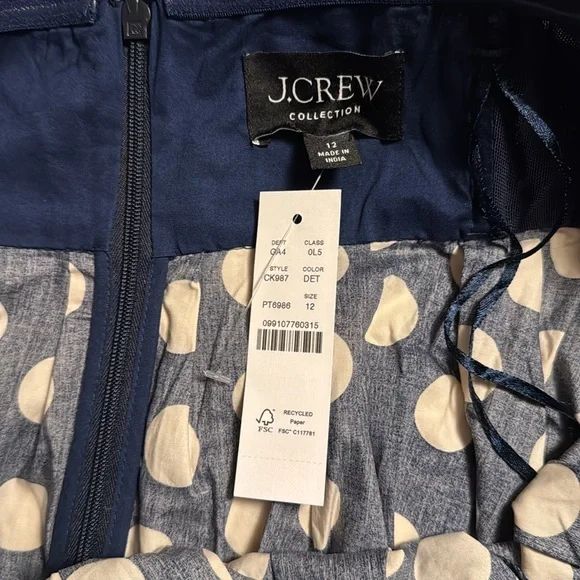 J.CREW
COLLECTION
12
MADE IN
INDIA
DEPT CLASS
GA4 0L5
STYLE COLOR
CK987 DET
SIZE
PT6986 12
099107760315
RECYCLED
Paper
FSC FSC® C117781